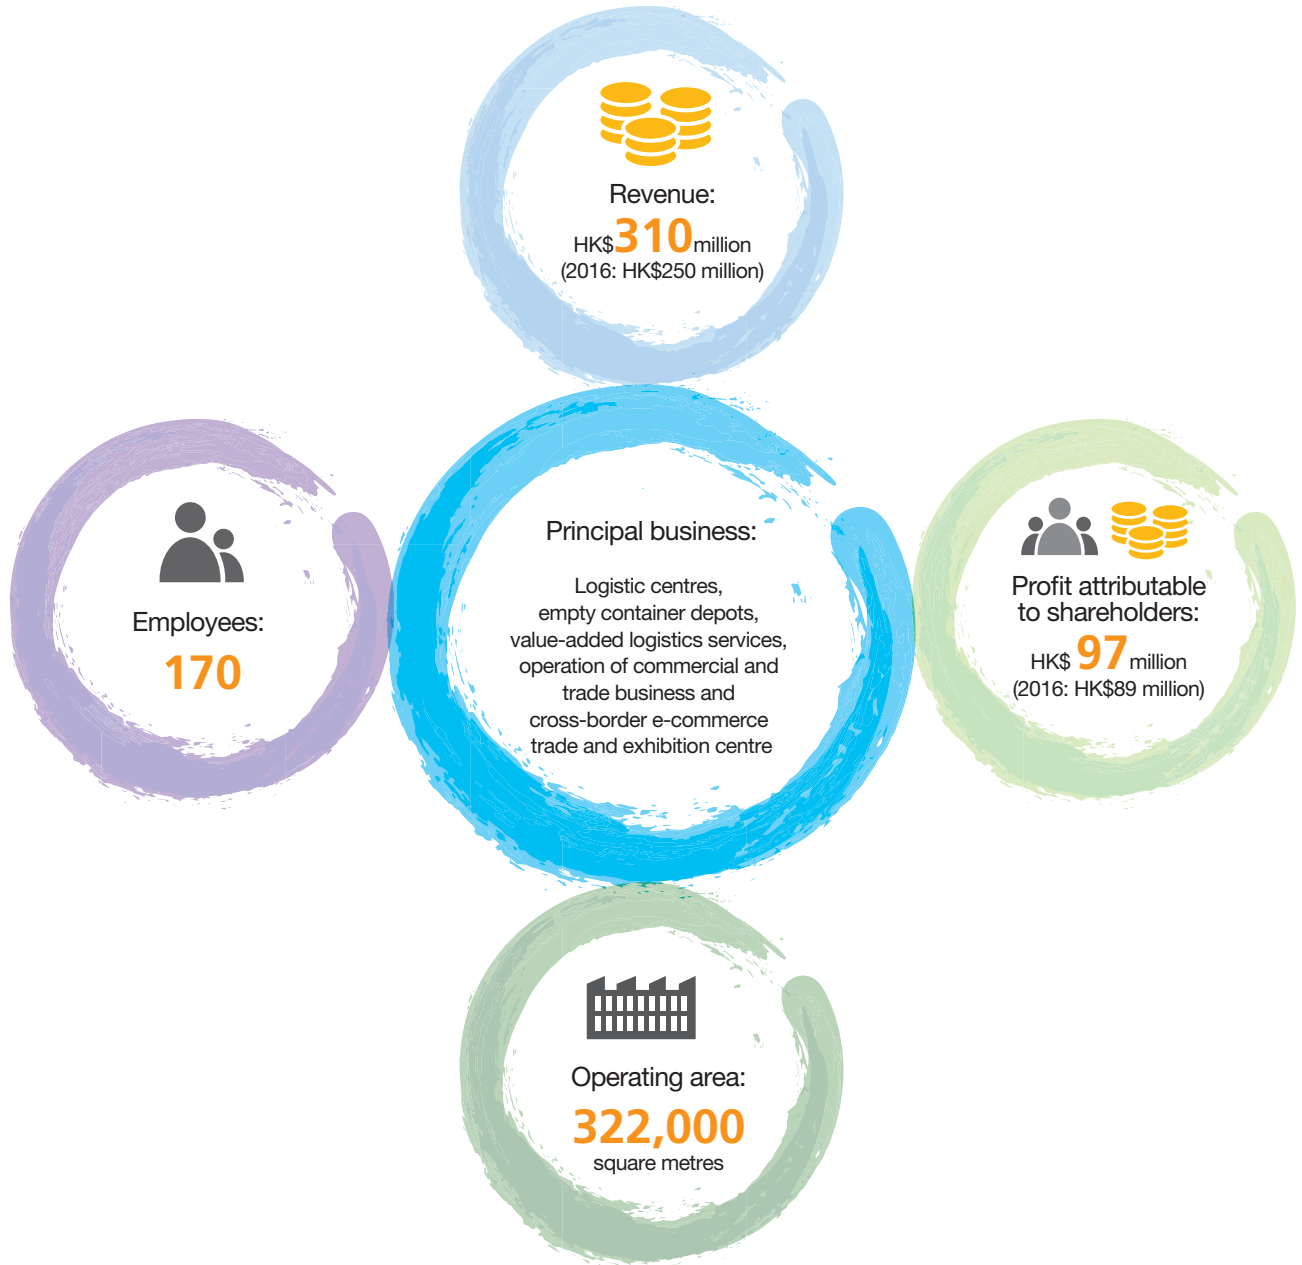 Revenue:
HK$310million
(2016: HK$250 million)
Principal business:
Logistic centres,
empty container depots,
value-added logistics services,
operation of commercial and
trade business and
cross-border e-commerce
trade and exhibition centre
Employees:
170
Profit attributable
to shareholders:
HK$ 97 million
(2016: HK$89 million)
Operating area:
322,000
square metres